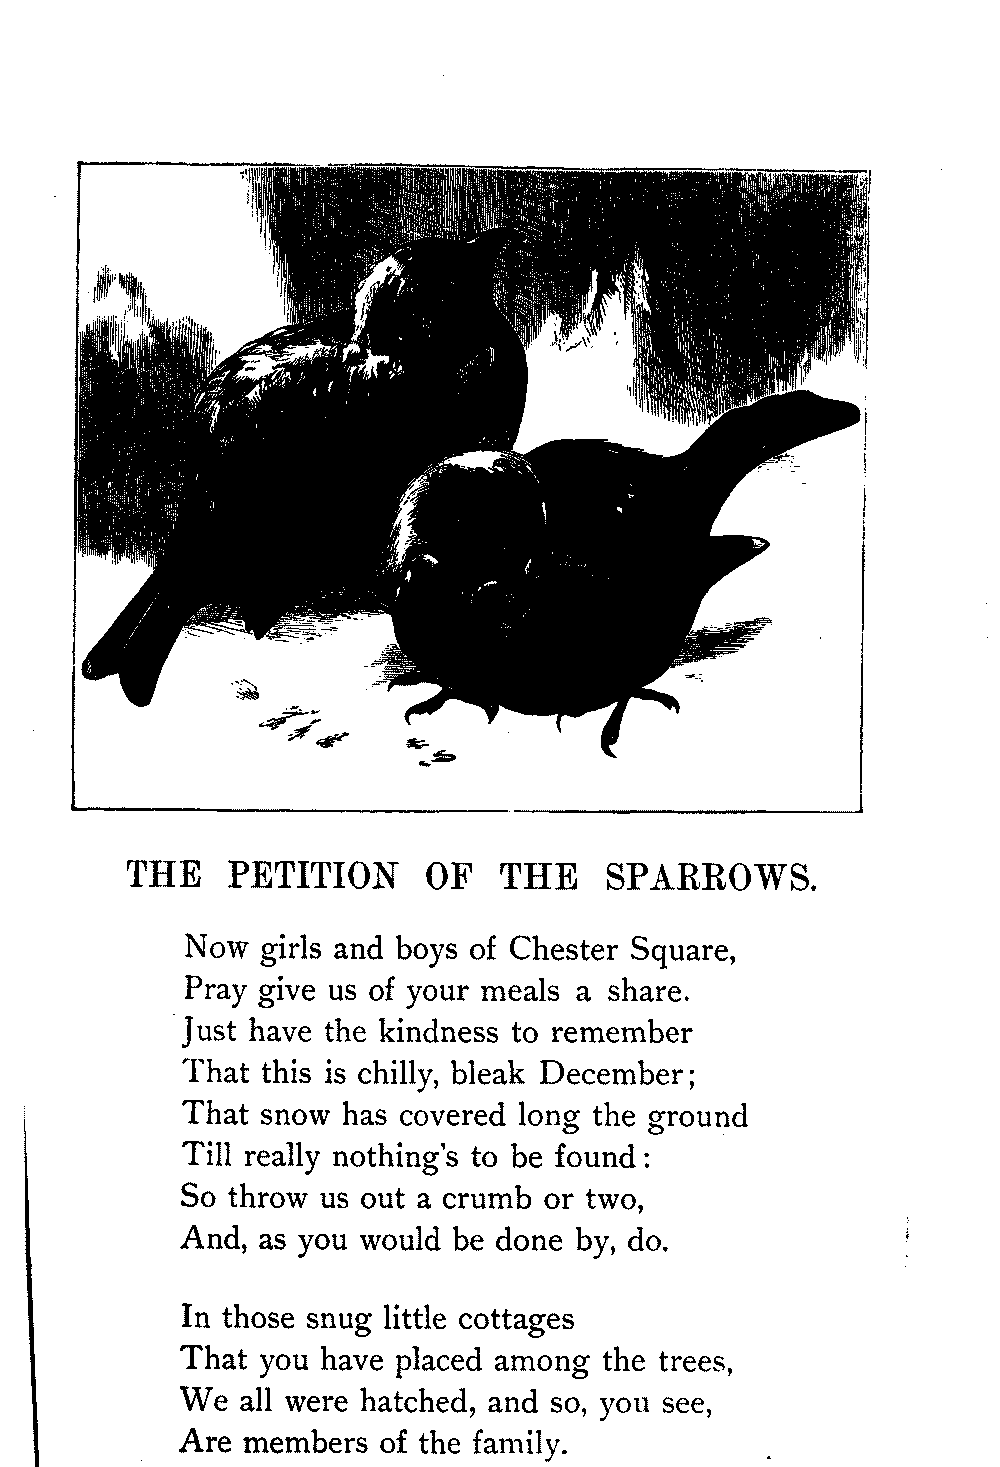 THE PETITION OF THE SPARROWS.
Now girls and boys of Chester Square,
Pray give us of your meals a share.
Just have the kindness to remember
That this is chilly, bleak December;
That snow has covered long the ground
Till really nothing's to be found:
So throw us out a crumb or two,
And, as you would be done by, do.
In those snug little cottages
That you have placed among the trees,
We all were hatched, and so, you see,
Are members of the family.